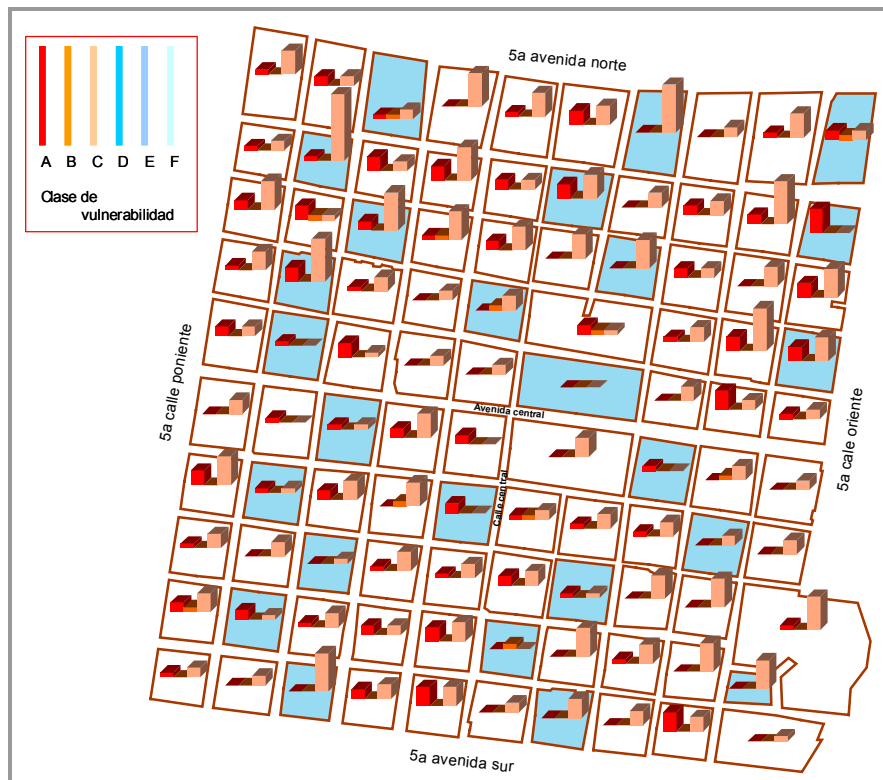 5a avenida norte
A B C D E F
Clase de
vulnerabilidad
5a calle poniente
Avenida central
Calle central
5a cale oriente
5a avenida sur